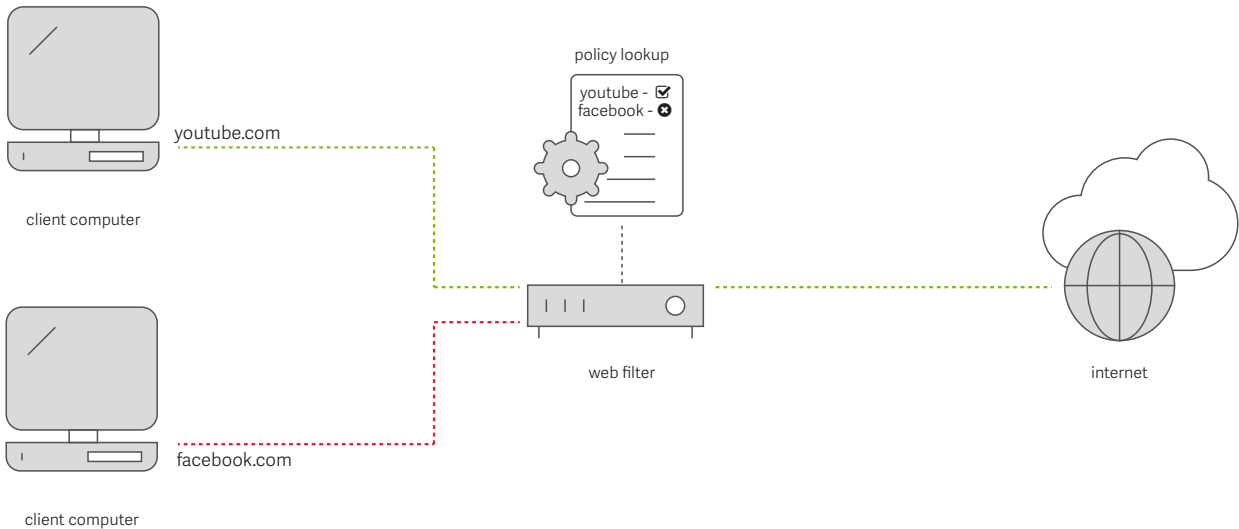 policy lookup
youtube -
facebook -
youtube.com
client computer
web filter
internet
facebook.com
client computer